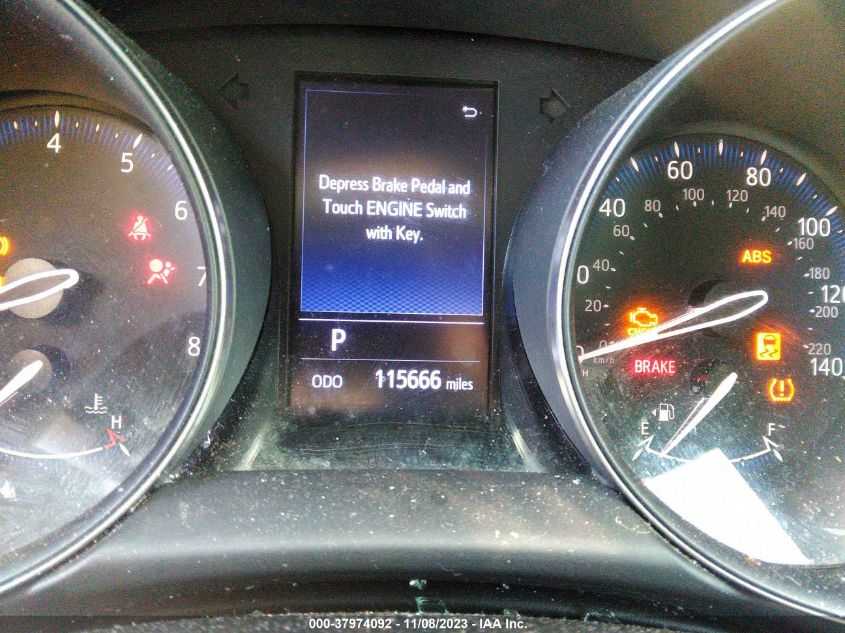 Depress Brake Pedal and
Touch ENGINE Switch
with Key.
P
ODO 115666 miles
4
5
6
7
8
H
40
60
80
100
120
140
20
40
60
80
100
120
140
160
180
200
220
km/h
ABS
CHECK
BRAKE
E
F
000-37974092 - 11/08/2023 - IAA Inc.